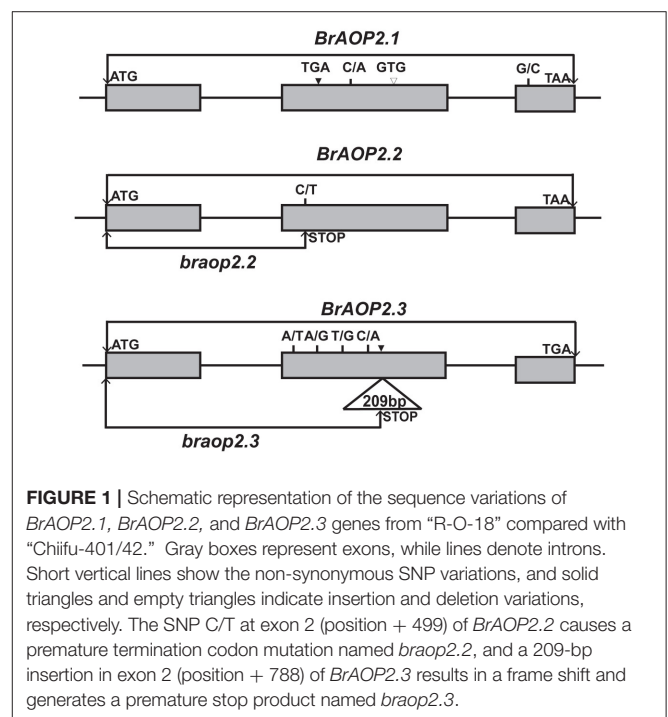 BrAOP2.1
ATG
TGA C/A GTG
G/C
TAA
BrAOP2.2
ATG
C/T
TAA
STOP
braop2.2
BrAOP2.3
ATG
A/T A/G T/G C/A
TGA
209bp
STOP
braop2.3
FIGURE 1 | Schematic representation of the sequence variations of
BrAOP2.1, BrAOP2.2, and BrAOP2.3 genes from “R-O-18” compared with
“Chiifu-401/42.” Gray boxes represent exons, while lines denote introns.
Short vertical lines show the non-synonymous SNP variations, and solid
triangles and empty triangles indicate insertion and deletion variations,
respectively. The SNP C/T at exon 2 (position + 499) of BrAOP2.2 causes a
premature termination codon mutation named braop2.2, and a 209-bp
insertion in exon 2 (position + 788) of BrAOP2.3 results in a frame shift and
generates a premature stop product named braop2.3.